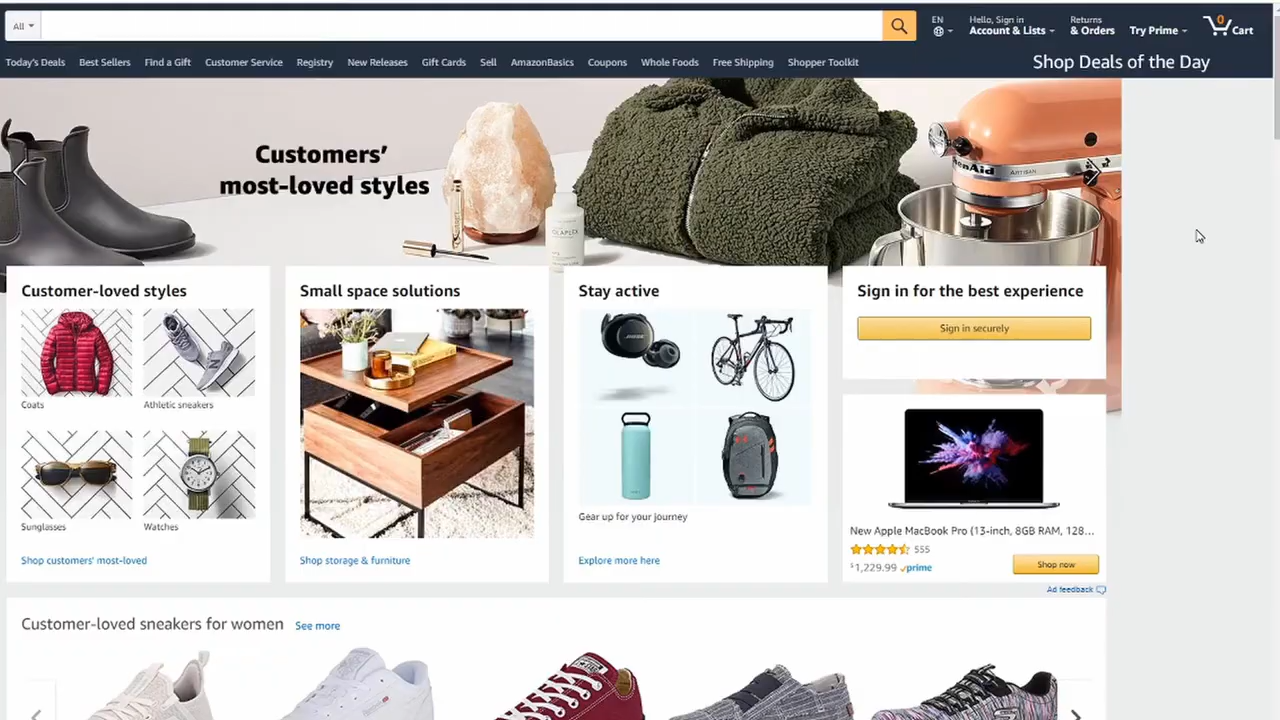 All
EN
Hello, Sign in
Account & Lists
Returns
& Orders
Try Prime
0
Cart
Today's Deals
Best Sellers
Find a Gift
Customer Service
Registry
New Releases
Gift Cards
Sell
AmazonBasics
Coupons
Whole Foods
Free Shipping
Shopper Toolkit
Shop Deals of the Day
Customers'
most-loved styles
OLAPLEX
ARTISAN
Customer-loved styles
Coats
Athletic sneakers
Sunglasses
Watches
Shop customers' most-loved
Small space solutions
Shop storage & furniture
Stay active
BOSE
Gear up for your journey
Explore more here
Sign in for the best experience
Sign in securely
New Apple MacBook Pro (13-inch, 8GB RAM, 128...
555
$1,229.99 prime
Shop now
Ad feedback
Customer-loved sneakers for women
See more